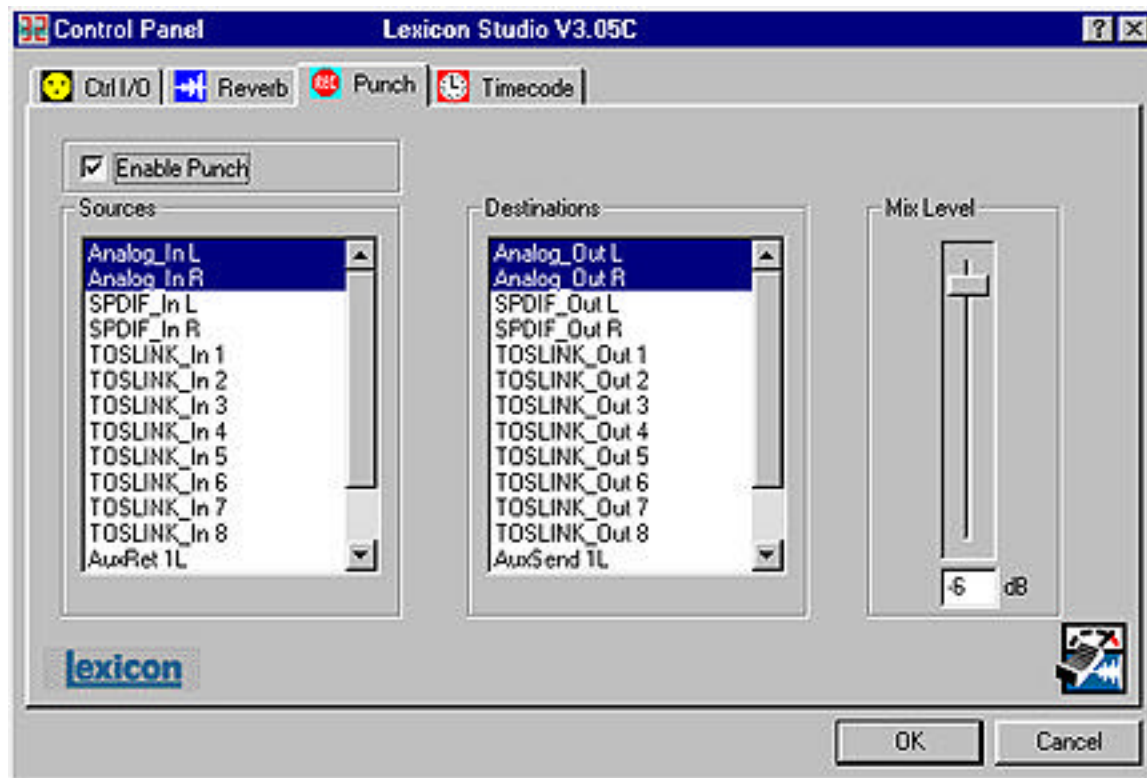 Control Panel Lexicon Studio V3.05C
Ctrl I/O Reverb REC Punch Timecode
Enable Punch
Sources
Analog_In L
Analog_In R
SPDIF_In L
SPDIF_In R
TOSLINK_In 1
TOSLINK_In 2
TOSLINK_In 3
TOSLINK_In 4
TOSLINK_In 5
TOSLINK_In 6
TOSLINK_In 7
TOSLINK_In 8
AuxRet 1L
Destinations
Analog_Out L
Analog_Out R
SPDIF_Out L
SPDIF_Out R
TOSLINK_Out 1
TOSLINK_Out 2
TOSLINK_Out 3
TOSLINK_Out 4
TOSLINK_Out 5
TOSLINK_Out 6
TOSLINK_Out 7
TOSLINK_Out 8
AuxSend 1L
Mix Level
-6 dB
lexicon
OK Cancel